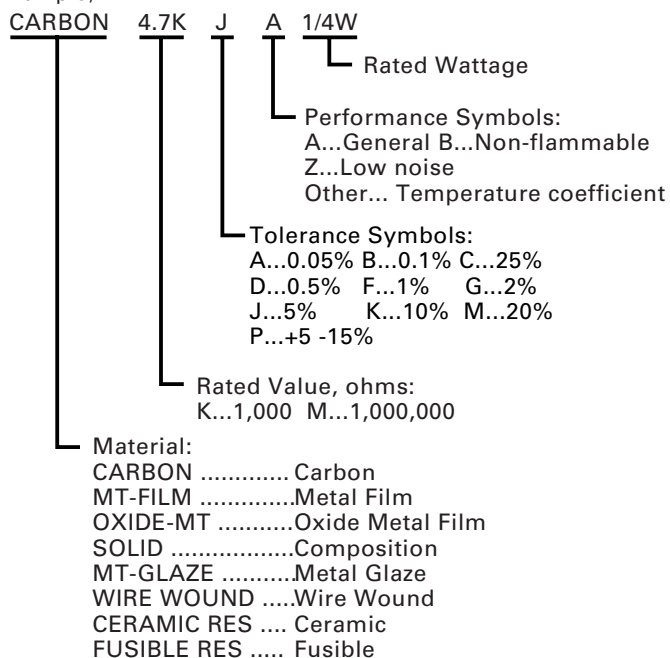 CARBON 4.7K J A 1/4W
Rated Wattage
Performance Symbols:
A...General B...Non-flammable
Z...Low noise
Other... Temperature coefficient
Tolerance Symbols:
A...0.05% B...0.1% C...25%
D...0.5% F...1% G...2%
J...5% K...10% M...20%
P...+5 -15%
Rated Value, ohms:
K...1,000 M...1,000,000
Material:
CARBON ............. Carbon
MT-FILM ..............Metal Film
OXIDE-MT ...........Oxide Metal Film
SOLID ..................Composition
MT-GLAZE ...........Metal Glaze
WIRE WOUND .....Wire Wound
CERAMIC RES .... Ceramic
FUSIBLE RES ..... Fusible